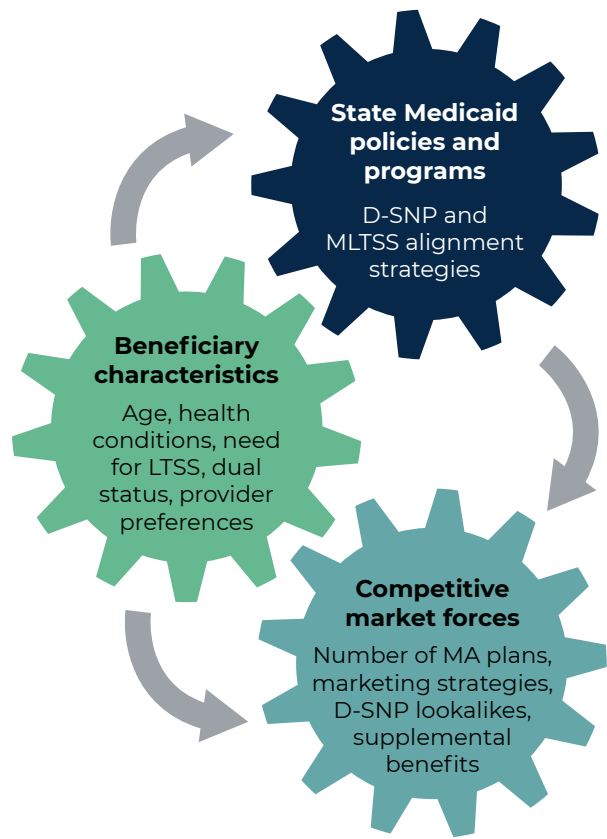 State Medicaid
policies and
programs
D-SNP and
MLTSS alignment
strategies
Beneficiary
characteristics
Age, health
conditions, need
for LTSS, dual
status, provider
preferences
Competitive
market forces
Number of MA plans,
marketing strategies,
D-SNP lookalikes,
supplemental
benefits